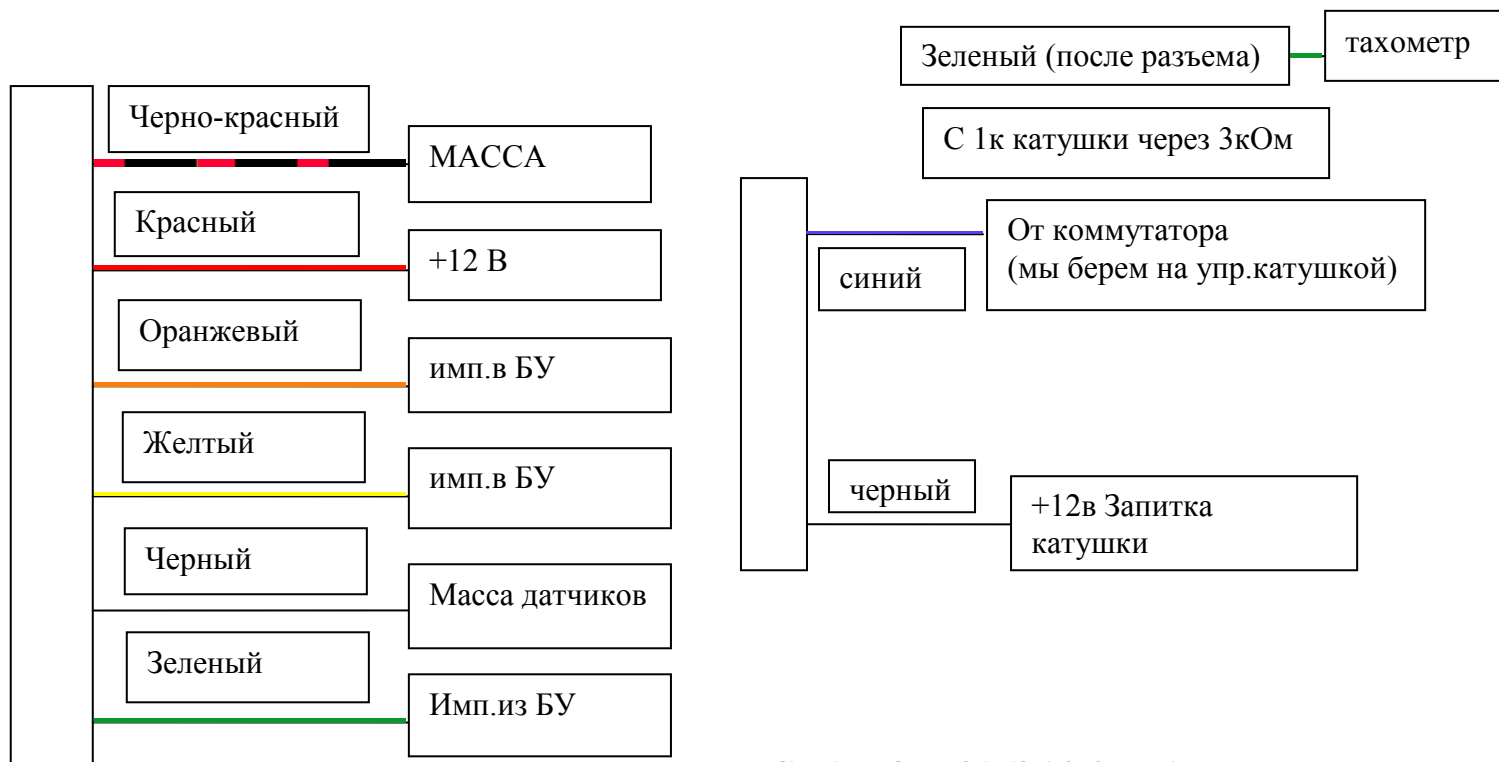 Черно-красный
МАССА
Красный
+12 В
Оранжевый
имп.в БУ
Желтый
имп.в БУ
Черный
Масса датчиков
Зеленый
Имп.из БУ
Зеленый (после разъема)
тахометр
С 1к катушки через 3кОм
От коммутатора
(мы берем на упр.катушкой)
синий
черный
+12в Запитка
катушки